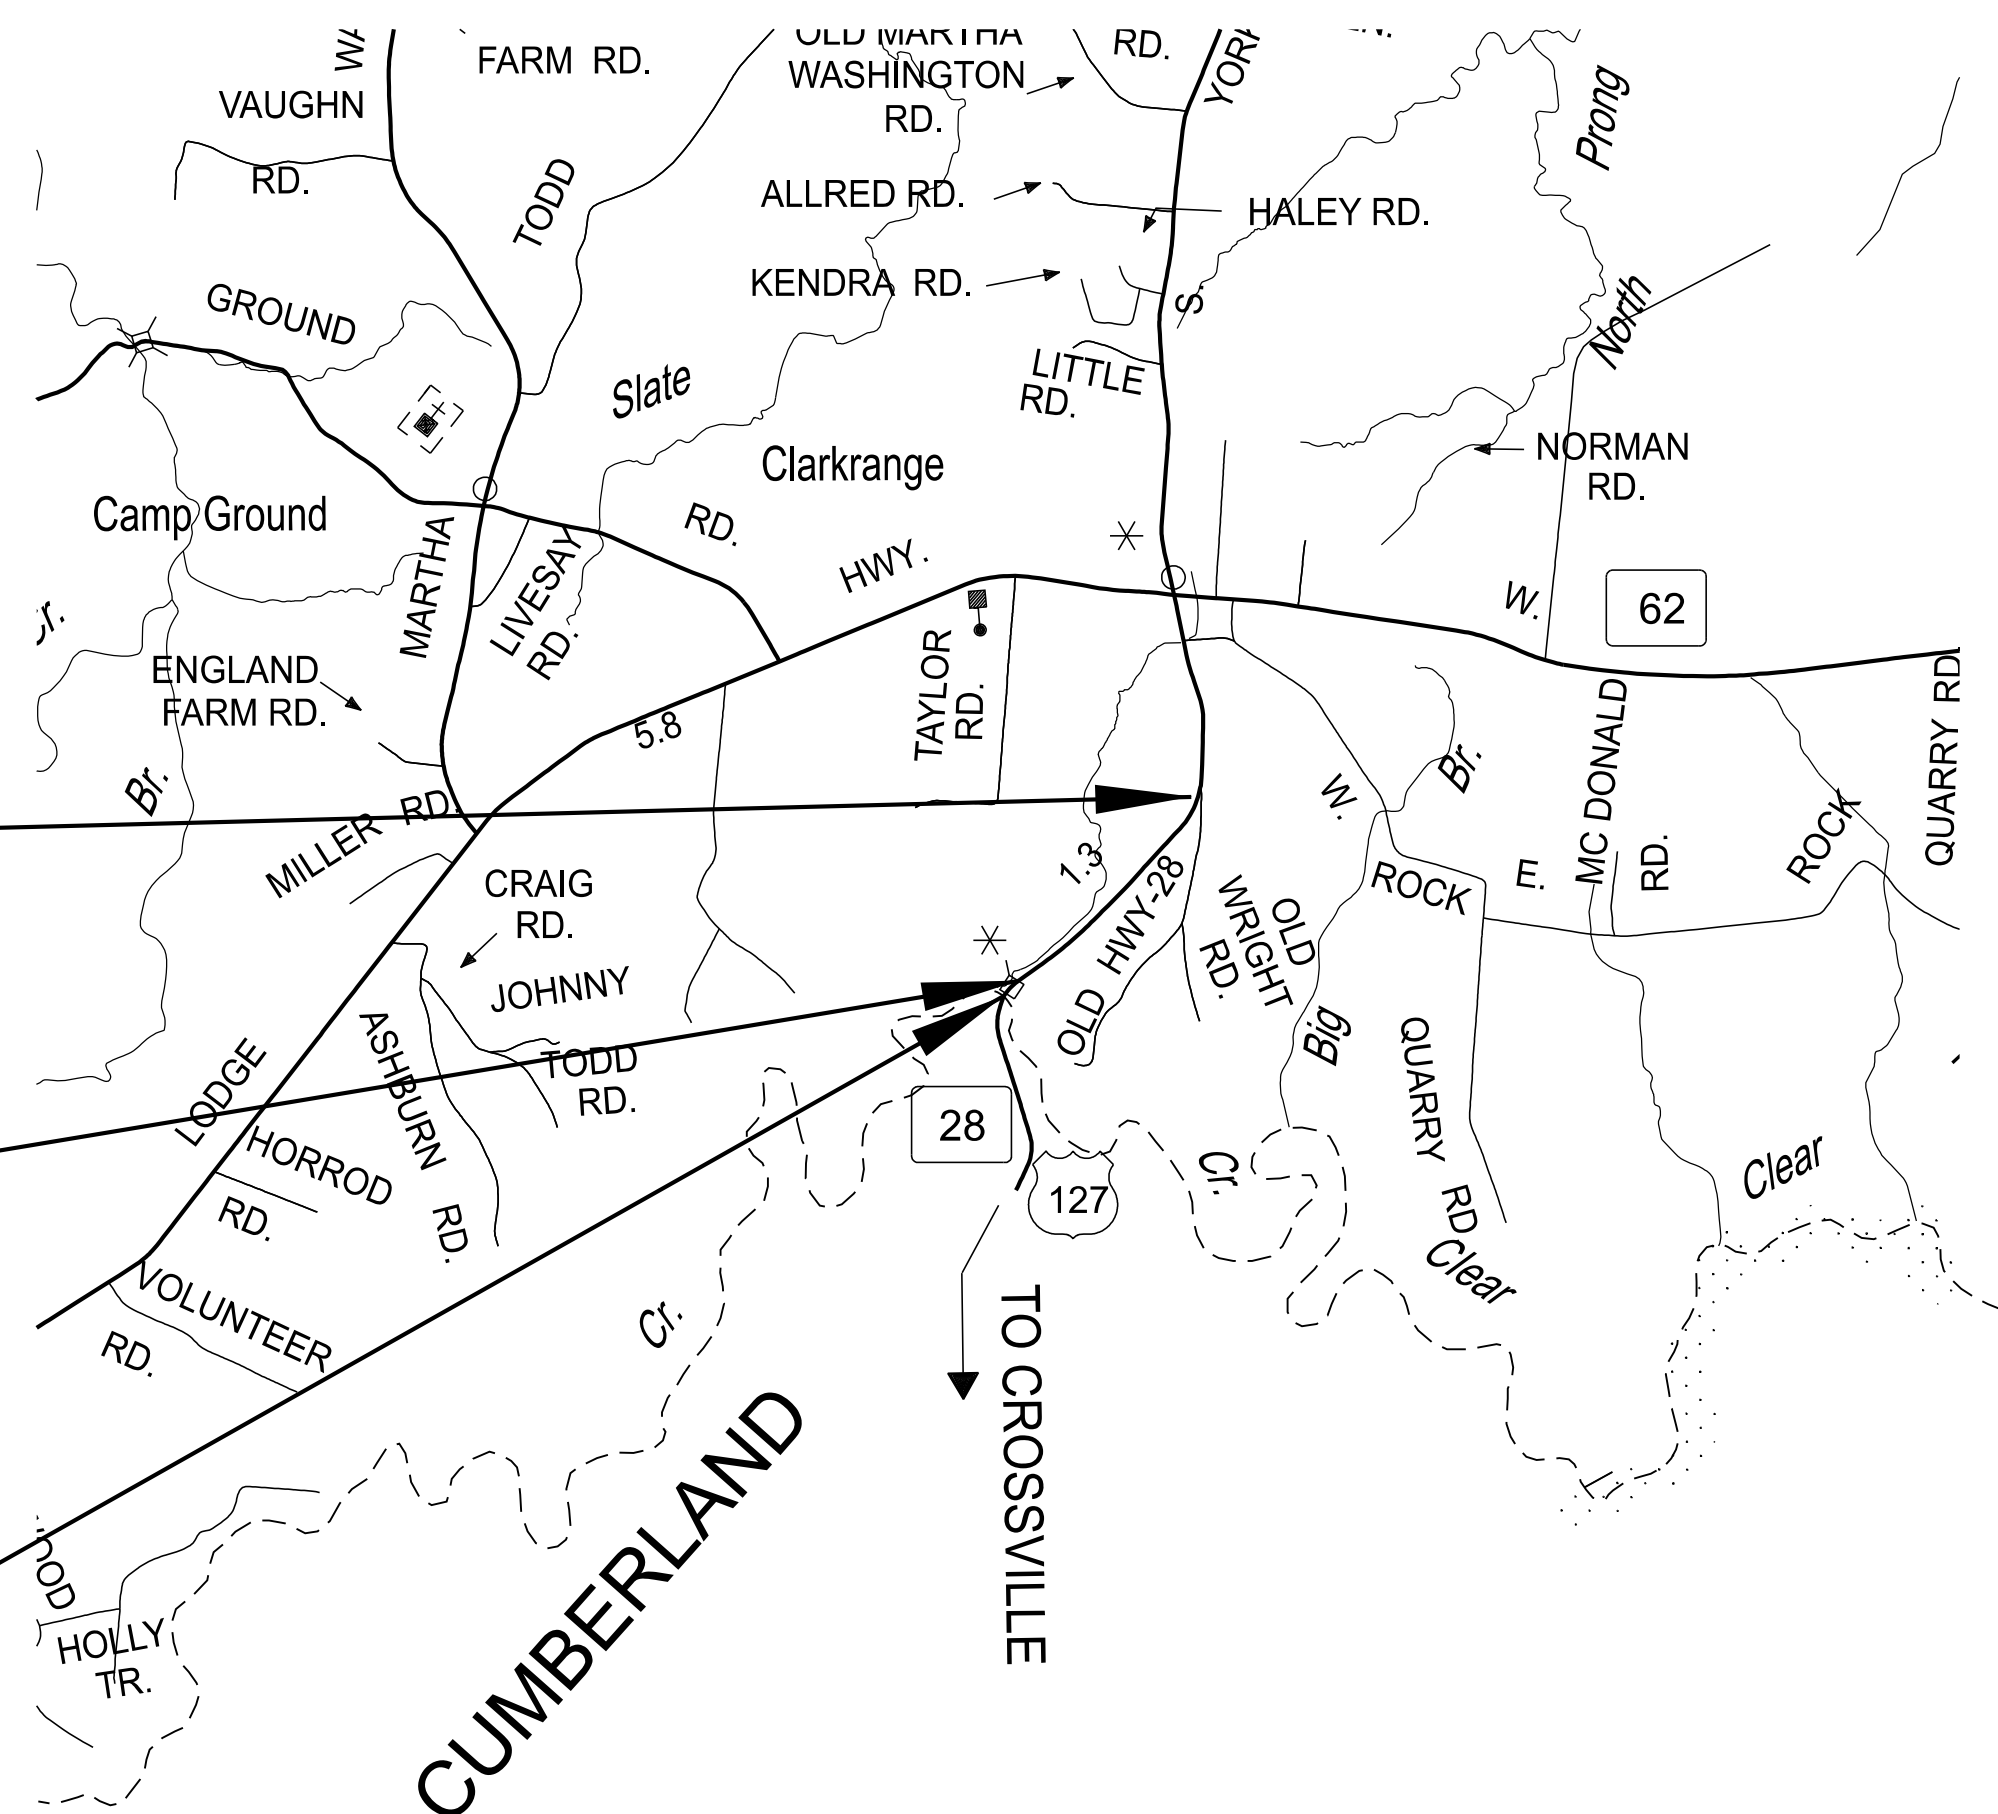 FARM RD.
OLD MARTHA
WASHINGTON
RD.
RD.
VAUGHN
RD.
TODD
ALLRED RD.
HALEY RD.
Prong
North
KENDRA RD.
S.
GROUND
LITTLE
RD.
Slate
Clarkrange
NORMAN
RD.
Camp Ground
RD.
HWY.
MARTHA
LIVESAY
RD.
W.
62
ENGLAND
FARM RD.
5.8
TAYLOR
RD.
Br.
MC DONALD
RD.
QUARRY RD.
Br.
MILLER RD.
W.
ROCK
E.
ROCK
1.3
OLD HWY-28
OLD
WRIGHT
RD.
CRAIG
RD.
JOHNNY
TODD
RD.
ASHBURN RD.
LODGE
Big
QUARRY RD.
28
127
HORROD
RD.
Cr.
Clear
Clear
VOLUNTEER
RD.
Cr.
TO CROSSVILLE
CUMBERLAND
HOLLY
TR.